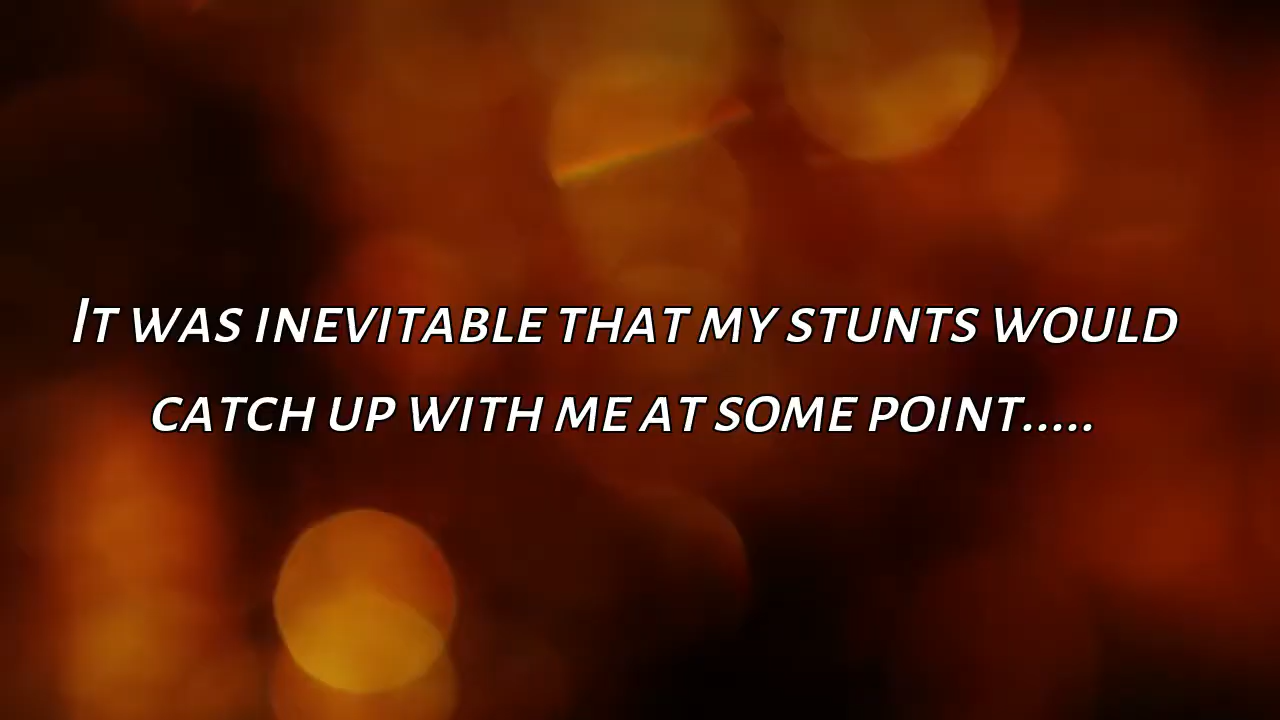 It was inevitable that my stunts would
catch up with me at some point.....